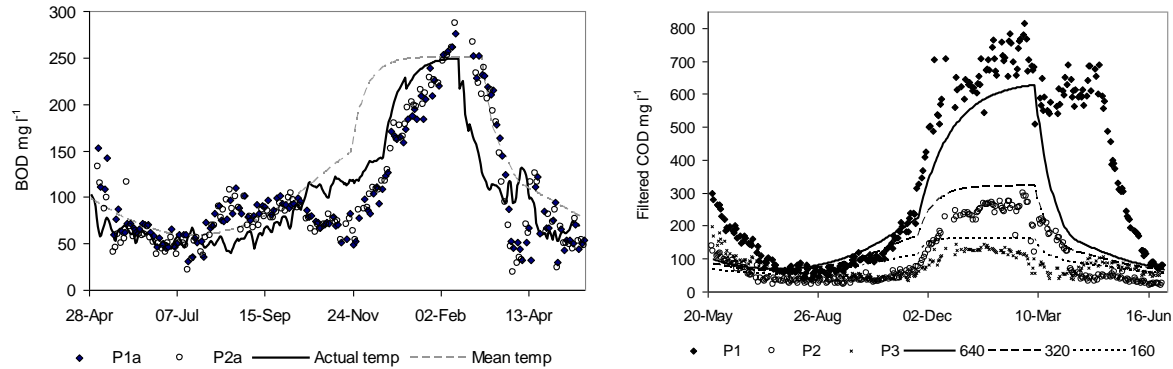 300
250
200
150
100
50
0
BOD mg l-1
28-Apr 07-Jul 15-Sep 24-Nov 02-Feb 13-Apr
P1a P2a Actual temp Mean temp
800
700
600
500
400
300
200
100
0
Filtered COD mg l-1
20-May 26-Aug 02-Dec 10-Mar 16-Jun
P1 P2 P3 640 320 160